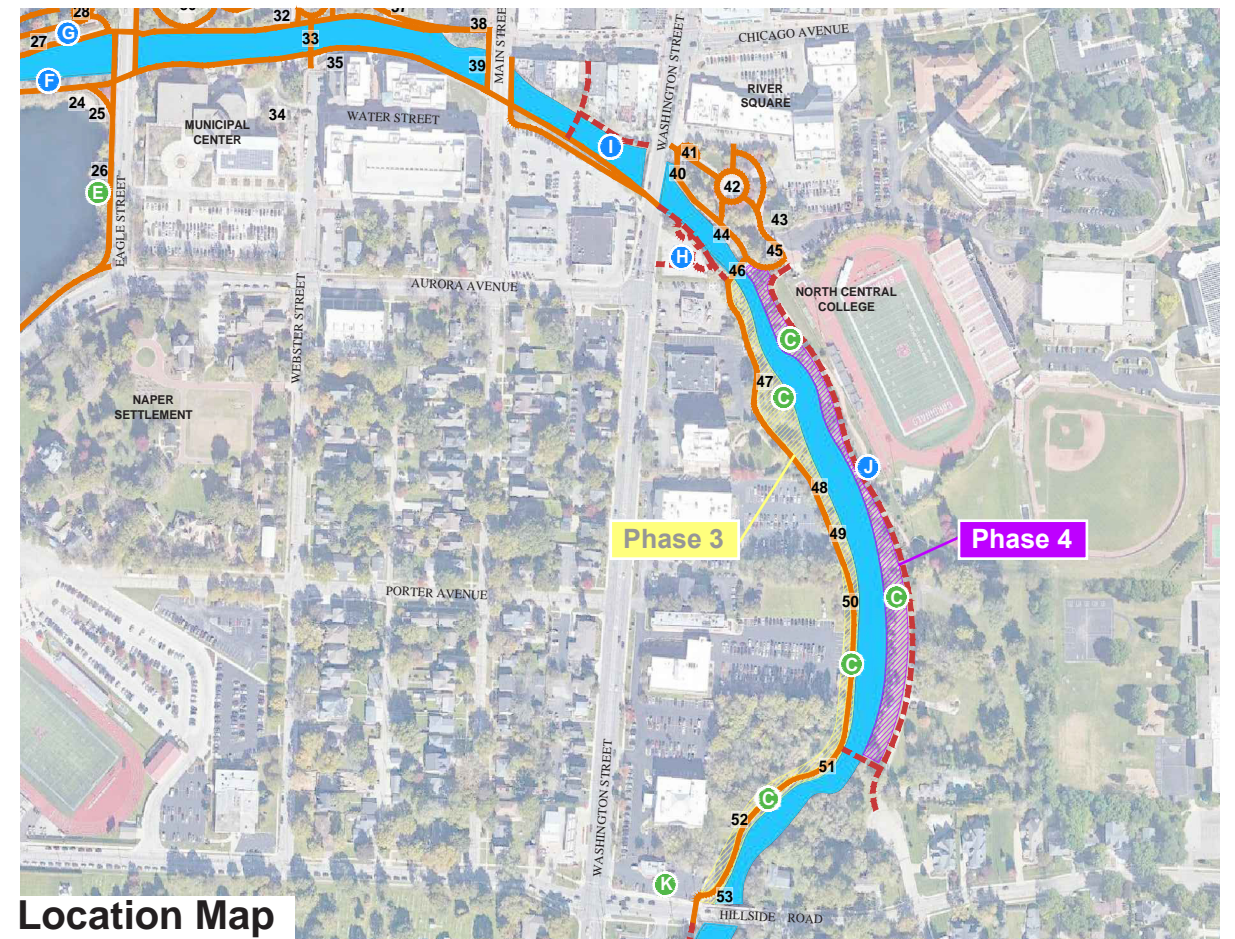 28
32
38
27
G
33
MAIN STREE
WASHINGTON STREET
CHICAGO AVENUE
F
35
39
24
25
34
MUNICIPAL
CENTER
WATER STREET
RIVER
SQUARE
I
41
40
42
26
E
EAGLE STREET
43
44
45
H
46
WEBSTER STREET
AURORA AVENUE
NORTH CENTRAL
COLLEGE
C
47
C
NAPER
SETTLEMENT
J
48
49
Phase 3
Phase 4
PORTER AVENUE
50
C
C
51
C
52
WASHINGTON STREET
K
53
HILLSIDE ROAD
Location Map